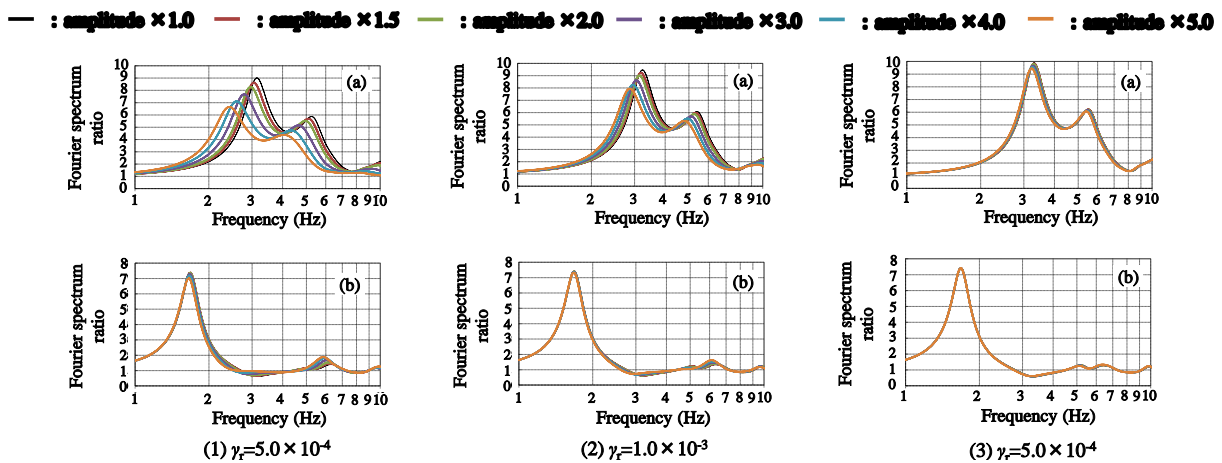 : amplitude ×1.0 : amplitude ×1.5 : amplitude ×2.0 : amplitude ×3.0 : amplitude ×4.0 : amplitude ×5.0
(a)
Fourier spectrum
ratio
10
9
8
7
6
5
4
3
2
1
0
1 2 3 4 5 6 7 8 9 10
Frequency (Hz)
(a)
Fourier spectrum
ratio
10
9
8
7
6
5
4
3
2
1
0
1 2 3 4 5 6 7 8 9 10
Frequency (Hz)
(a)
Fourier spectrum
ratio
10
9
8
7
6
5
4
3
2
1
0
1 2 3 4 5 6 7 8 9 10
Frequency (Hz)
(b)
Fourier spectrum
ratio
8
7
6
5
4
3
2
1
0
1 2 3 4 5 6 7 8 9 10
Frequency (Hz)
(b)
Fourier spectrum
ratio
8
7
6
5
4
3
2
1
0
1 2 3 4 5 6 7 8 9 10
Frequency (Hz)
(b)
Fourier spectrum
ratio
8
7
6
5
4
3
2
1
0
1 2 3 4 5 6 7 8 9 10
Frequency (Hz)
(1) γr=5.0×10⁻⁴
(2) γr=1.0×10⁻³
(3) γr=5.0×10⁻⁴